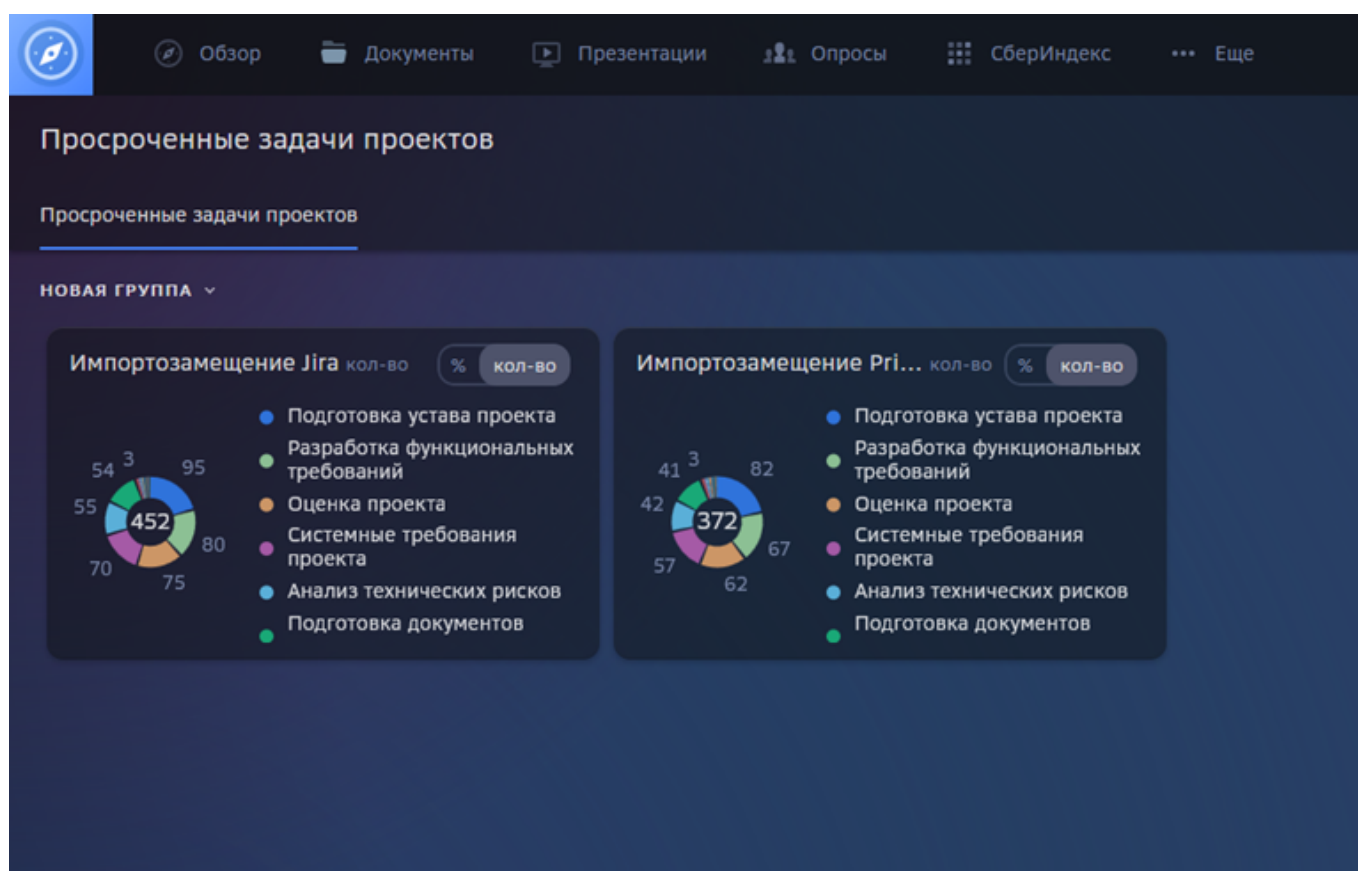 Обзор
Документы
Презентации
Опросы
СберИндекс
Еще
Просроченные задачи проектов
Просроченные задачи проектов
НОВАЯ ГРУППА
Импортозамещение Jira кол-во
% кол-во
54 3 95
55
452
80
70
75
Подготовка устава проекта
Разработка функциональных
требований
Оценка проекта
Системные требования
проекта
Анализ технических рисков
Подготовка документов
Импортозамещение Pri... кол-во
% кол-во
41 3 82
42
372
67
57
62
Подготовка устава проекта
Разработка функциональных
требований
Оценка проекта
Системные требования
проекта
Анализ технических рисков
Подготовка документов